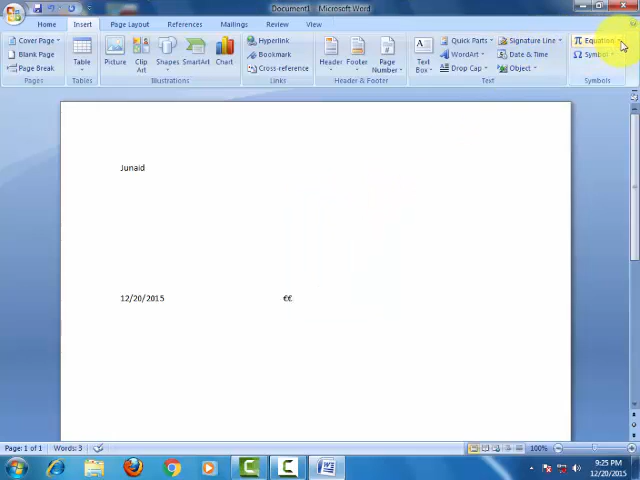 Document1 - Microsoft Word
Home Insert Page Layout References Mailings Review View
Cover Page
Blank Page
Page Break
Pages
Table
Tables
Picture Clip Art Shapes SmartArt Chart
Illustrations
Hyperlink
Bookmark
Cross-reference
Links
Header Footer Page Number
Header & Footer
Text Box
Quick Parts
WordArt
Drop Cap
Signature Line
Date & Time
Object
Text
Equation
Symbol
Symbols
Junaid
12/20/2015 €€
Page: 1 of 1 Words: 3 100%
9:25 PM
12/20/2015